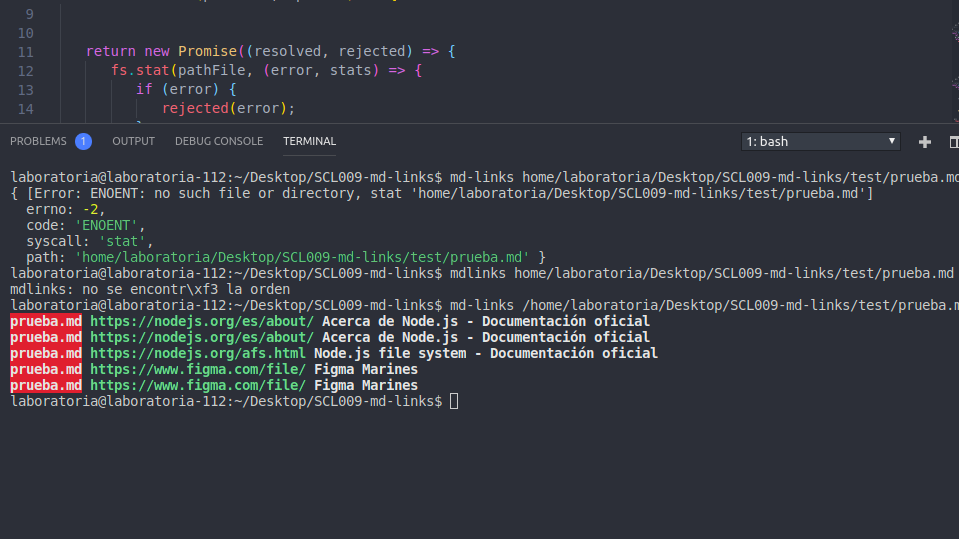 9
10
11 return new Promise((resolved, rejected) => {
12 fs.stat(pathFile, (error, stats) => {
13 if (error) {
14 rejected(error);
PROBLEMS 1 OUTPUT DEBUG CONSOLE TERMINAL 1: bash
laboratoria@laboratoria-112:~/Desktop/SCL009-md-links$ md-links home/laboratoria/Desktop/SCL009-md-links/test/prueba.md
{ [Error: ENOENT: no such file or directory, stat 'home/laboratoria/Desktop/SCL009-md-links/test/prueba.md']
errno: -2,
code: 'ENOENT',
syscall: 'stat',
path: 'home/laboratoria/Desktop/SCL009-md-links/test/prueba.md' }
laboratoria@laboratoria-112:~/Desktop/SCL009-md-links$ mdlinks home/laboratoria/Desktop/SCL009-md-links/test/prueba.md
mdlinks: no se encontr\xf3 la orden
laboratoria@laboratoria-112:~/Desktop/SCL009-md-links$ md-links /home/laboratoria/Desktop/SCL009-md-links/test/prueba.m
prueba.md https://nodejs.org/es/about/ Acerca de Node.js - Documentación oficial
prueba.md https://nodejs.org/es/about/ Acerca de Node.js - Documentación oficial
prueba.md https://nodejs.org/afs.html Node.js file system - Documentación oficial
prueba.md https://www.figma.com/file/ Figma Marines
prueba.md https://www.figma.com/file/ Figma Marines
laboratoria@laboratoria-112:~/Desktop/SCL009-md-links$